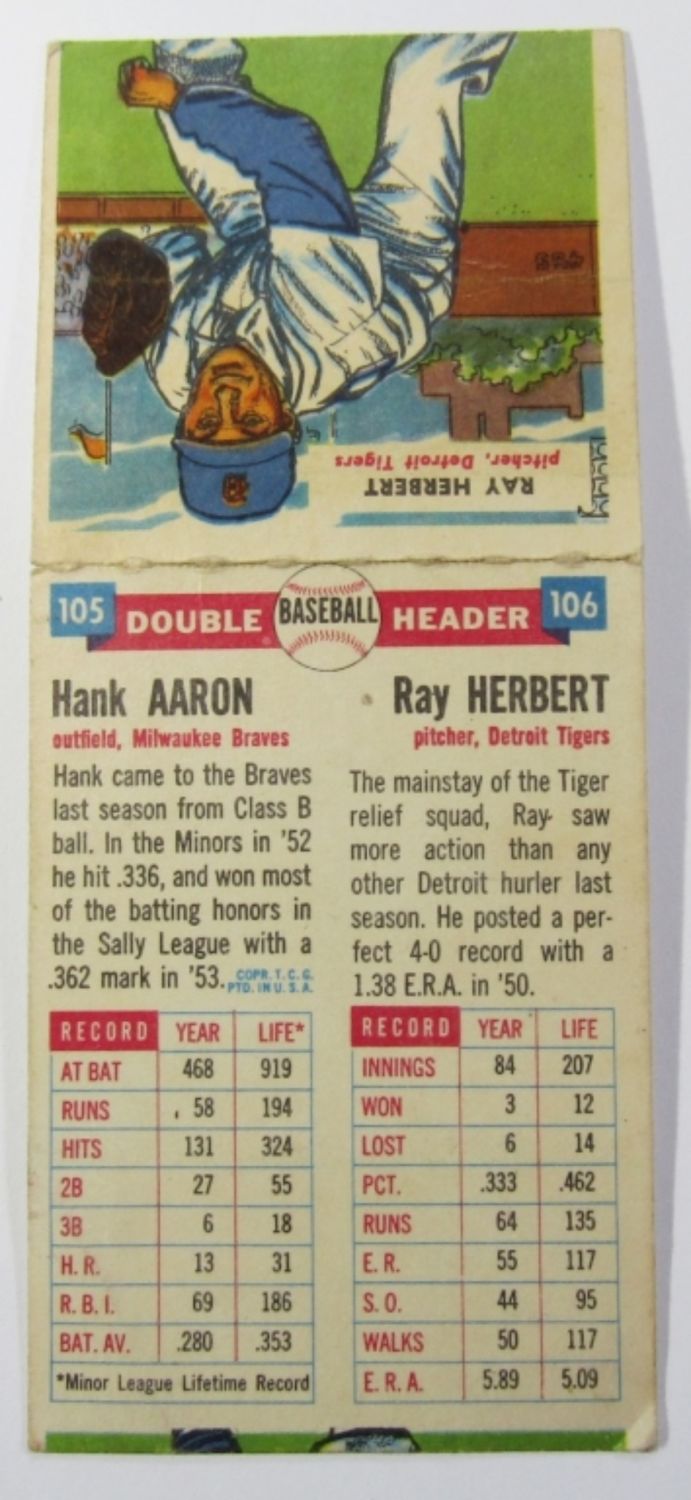 RAY HERBERT
pitcher, Detroit Tigers
105 DOUBLE BASEBALL HEADER 106
Hank AARON
outfield, Milwaukee Braves
Hank came to the Braves
last season from Class B
ball. In the Minors in '52
he hit .336, and won most
of the batting honors in
the Sally League with a
.362 mark in '53. COPR. T. C. G.
PTD. IN U. S. A.
RECORD YEAR LIFE*
AT BAT 468 919
RUNS 58 194
HITS 131 324
2B 27 55
3B 6 18
H. R. 13 31
R. B. I. 69 186
BAT. AV. .280 .353
*Minor League Lifetime Record
Ray HERBERT
pitcher, Detroit Tigers
The mainstay of the Tiger
relief squad, Ray saw
more action than any
other Detroit hurler last
season. He posted a per-
fect 4-0 record with a
1.38 E.R.A. in '50.
RECORD YEAR LIFE
INNINGS 84 207
WON 3 12
LOST 6 14
PCT. .333 .462
RUNS 64 135
E. R. 55 117
S. O. 44 95
WALKS 50 117
E. R. A. 5.89 5.09